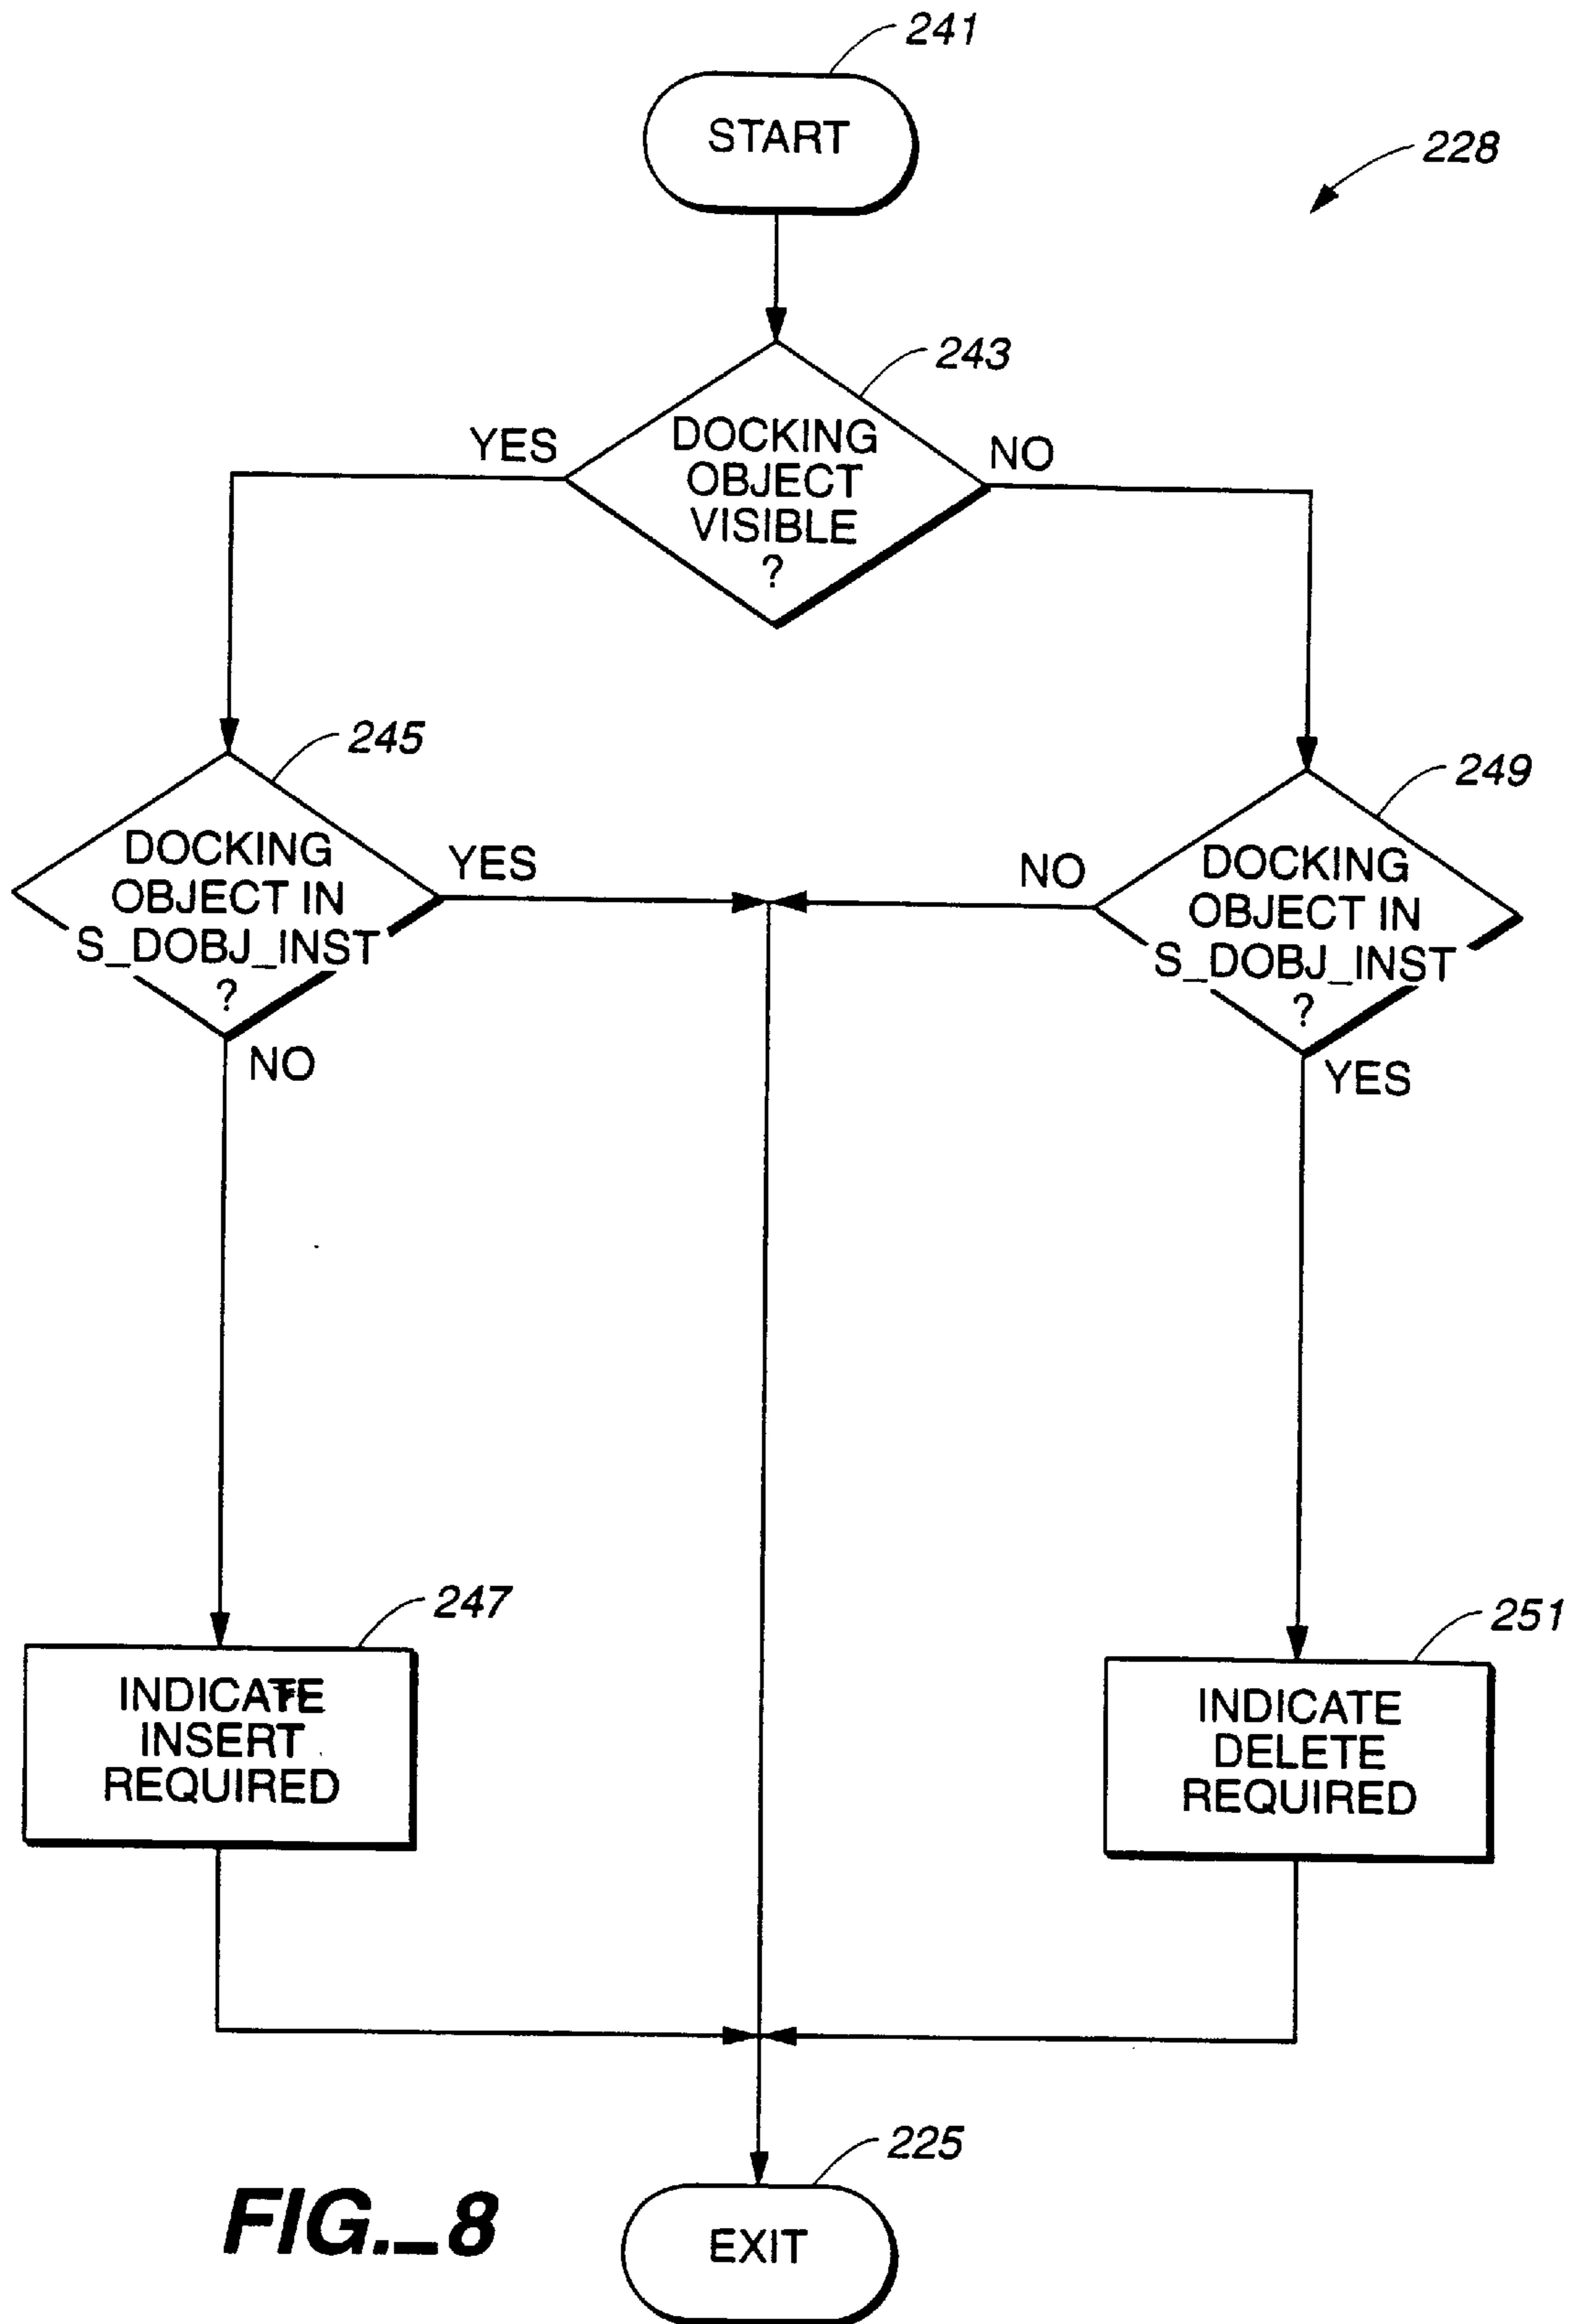 241
START
228
243
YES
DOCKING
OBJECT
VISIBLE
?
NO
245
DOCKING
OBJECT IN
S_DOBJ_INST
?
YES
NO
249
NO
DOCKING
OBJECT IN
S_DOBJ_INST
?
YES
247
INDICATE
INSERT
REQUIRED
251
INDICATE
DELETE
REQUIRED
225
EXIT
FIG._8